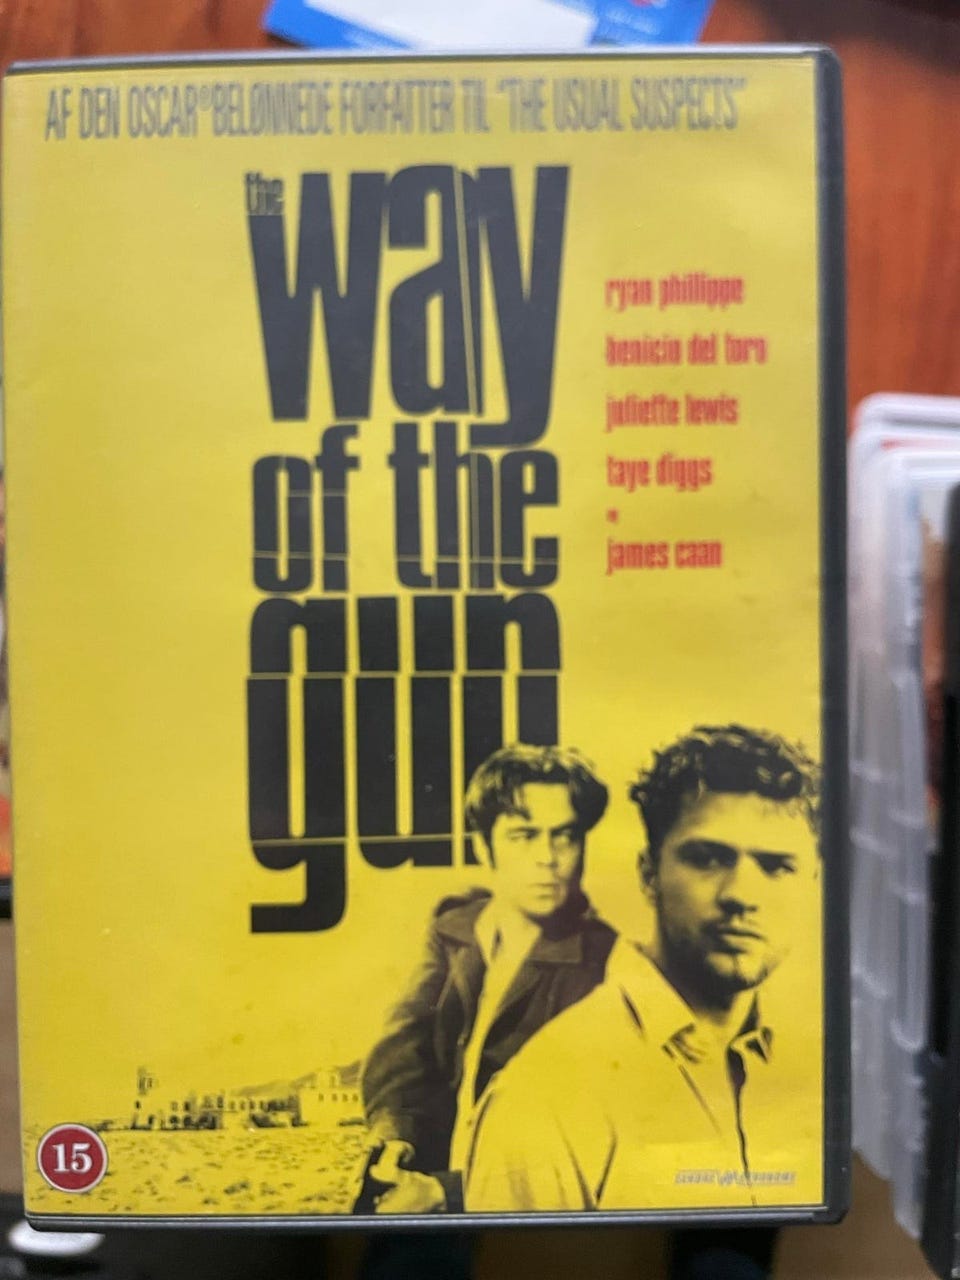 AF DEN OSCAR®BELØNNEDE FORFATTER TIL "THE USUAL SUSPECTS"
the
way
of the
gun
ryan phillippe
benicio del toro
juliette lewis
taye diggs
james caan
15